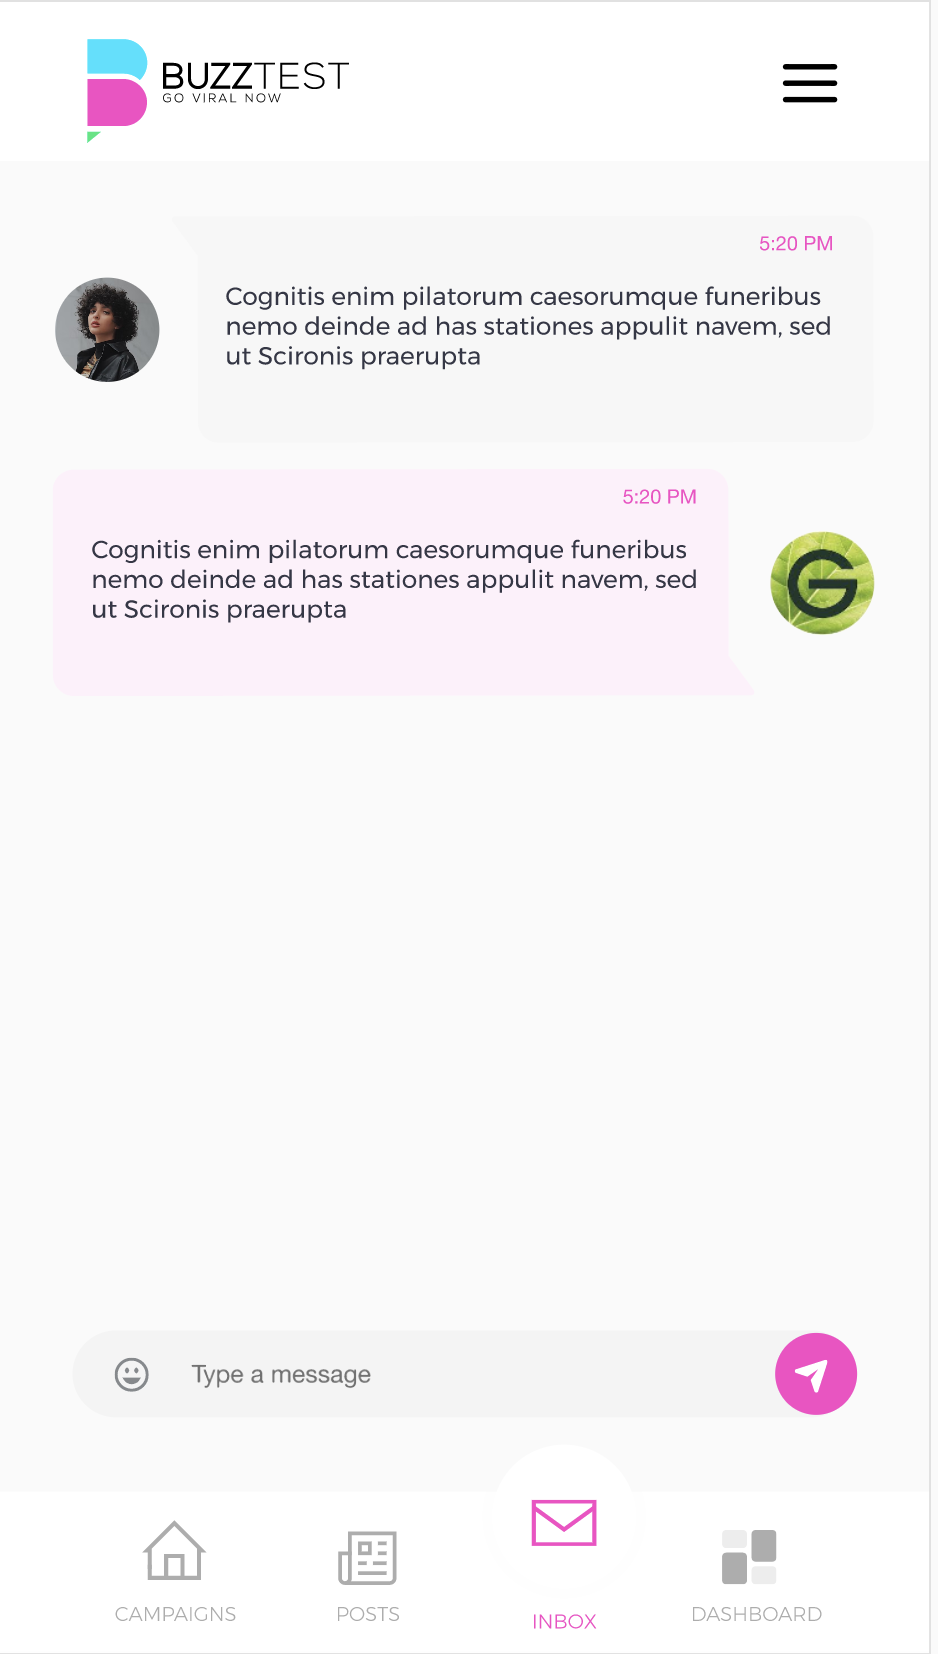 BUZZTEST
GO VIRAL NOW
5:20 PM
Cognitis enim pilatorum caesorumque funeribus
nemo deinde ad has stationes appulit navem, sed
ut Scironis praerupta
5:20 PM
Cognitis enim pilatorum caesorumque funeribus
nemo deinde ad has stationes appulit navem, sed
ut Scironis praerupta
G
Type a message
CAMPAIGNS
POSTS
INBOX
DASHBOARD